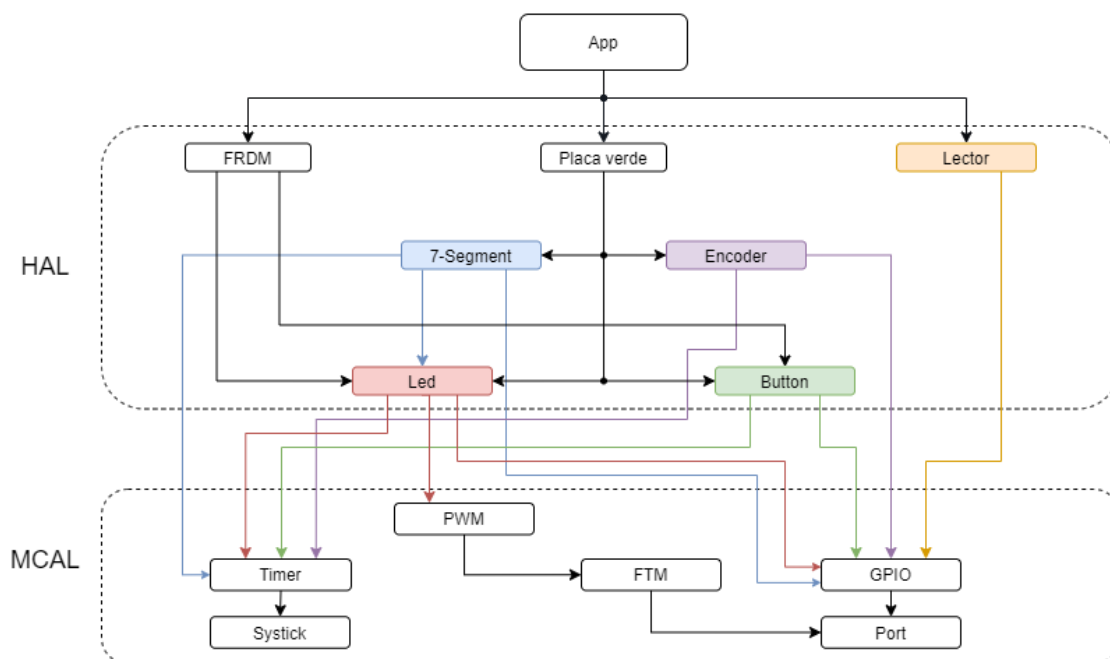 App
FRDM
Placa verde
Lector
HAL
7-Segment
Encoder
Led
Button
MCAL
PWM
Timer
FTM
GPIO
Systick
Port